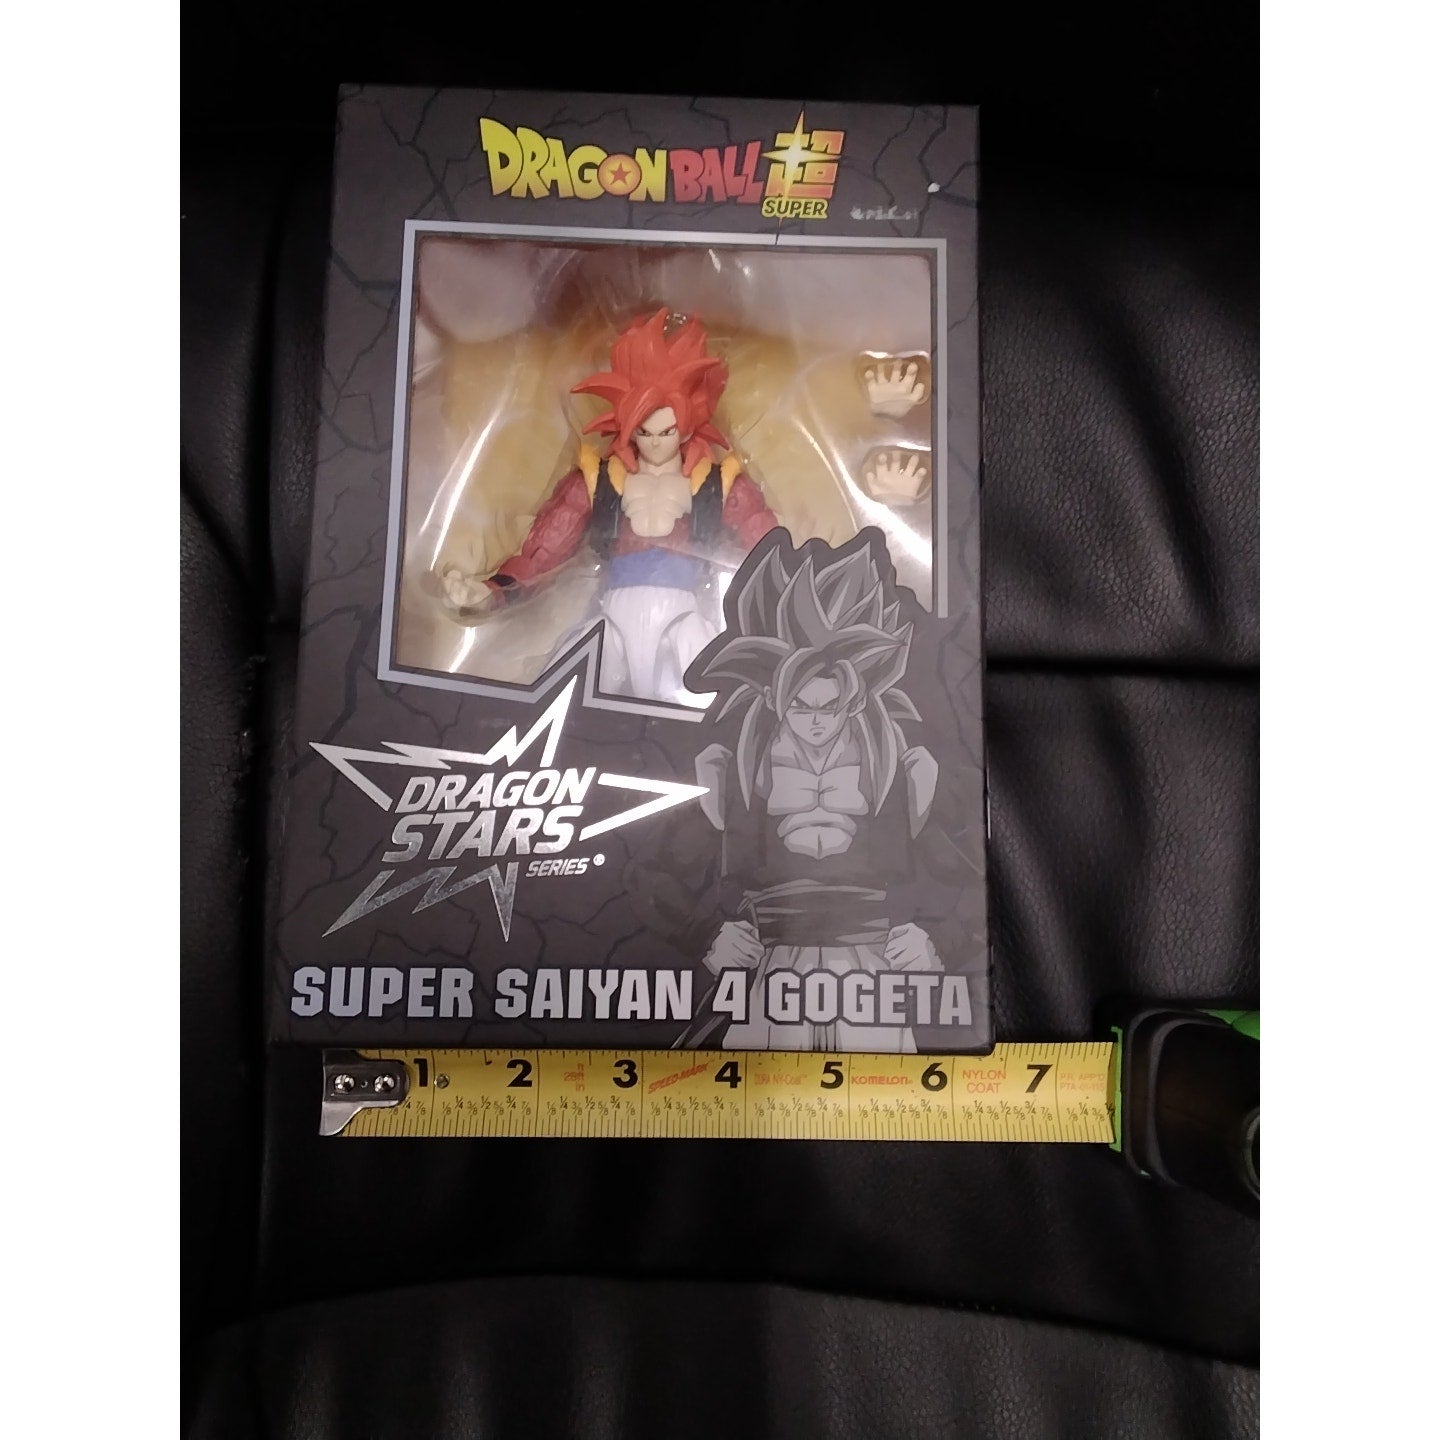 DRAGON BALL 超
SUPER
DRAGON
STARS
SERIES®
SUPER SAIYAN 4 GOGETA
1 2 3 SPEED-MARK 4 5 KOMELON® 6 NYLON COAT 7